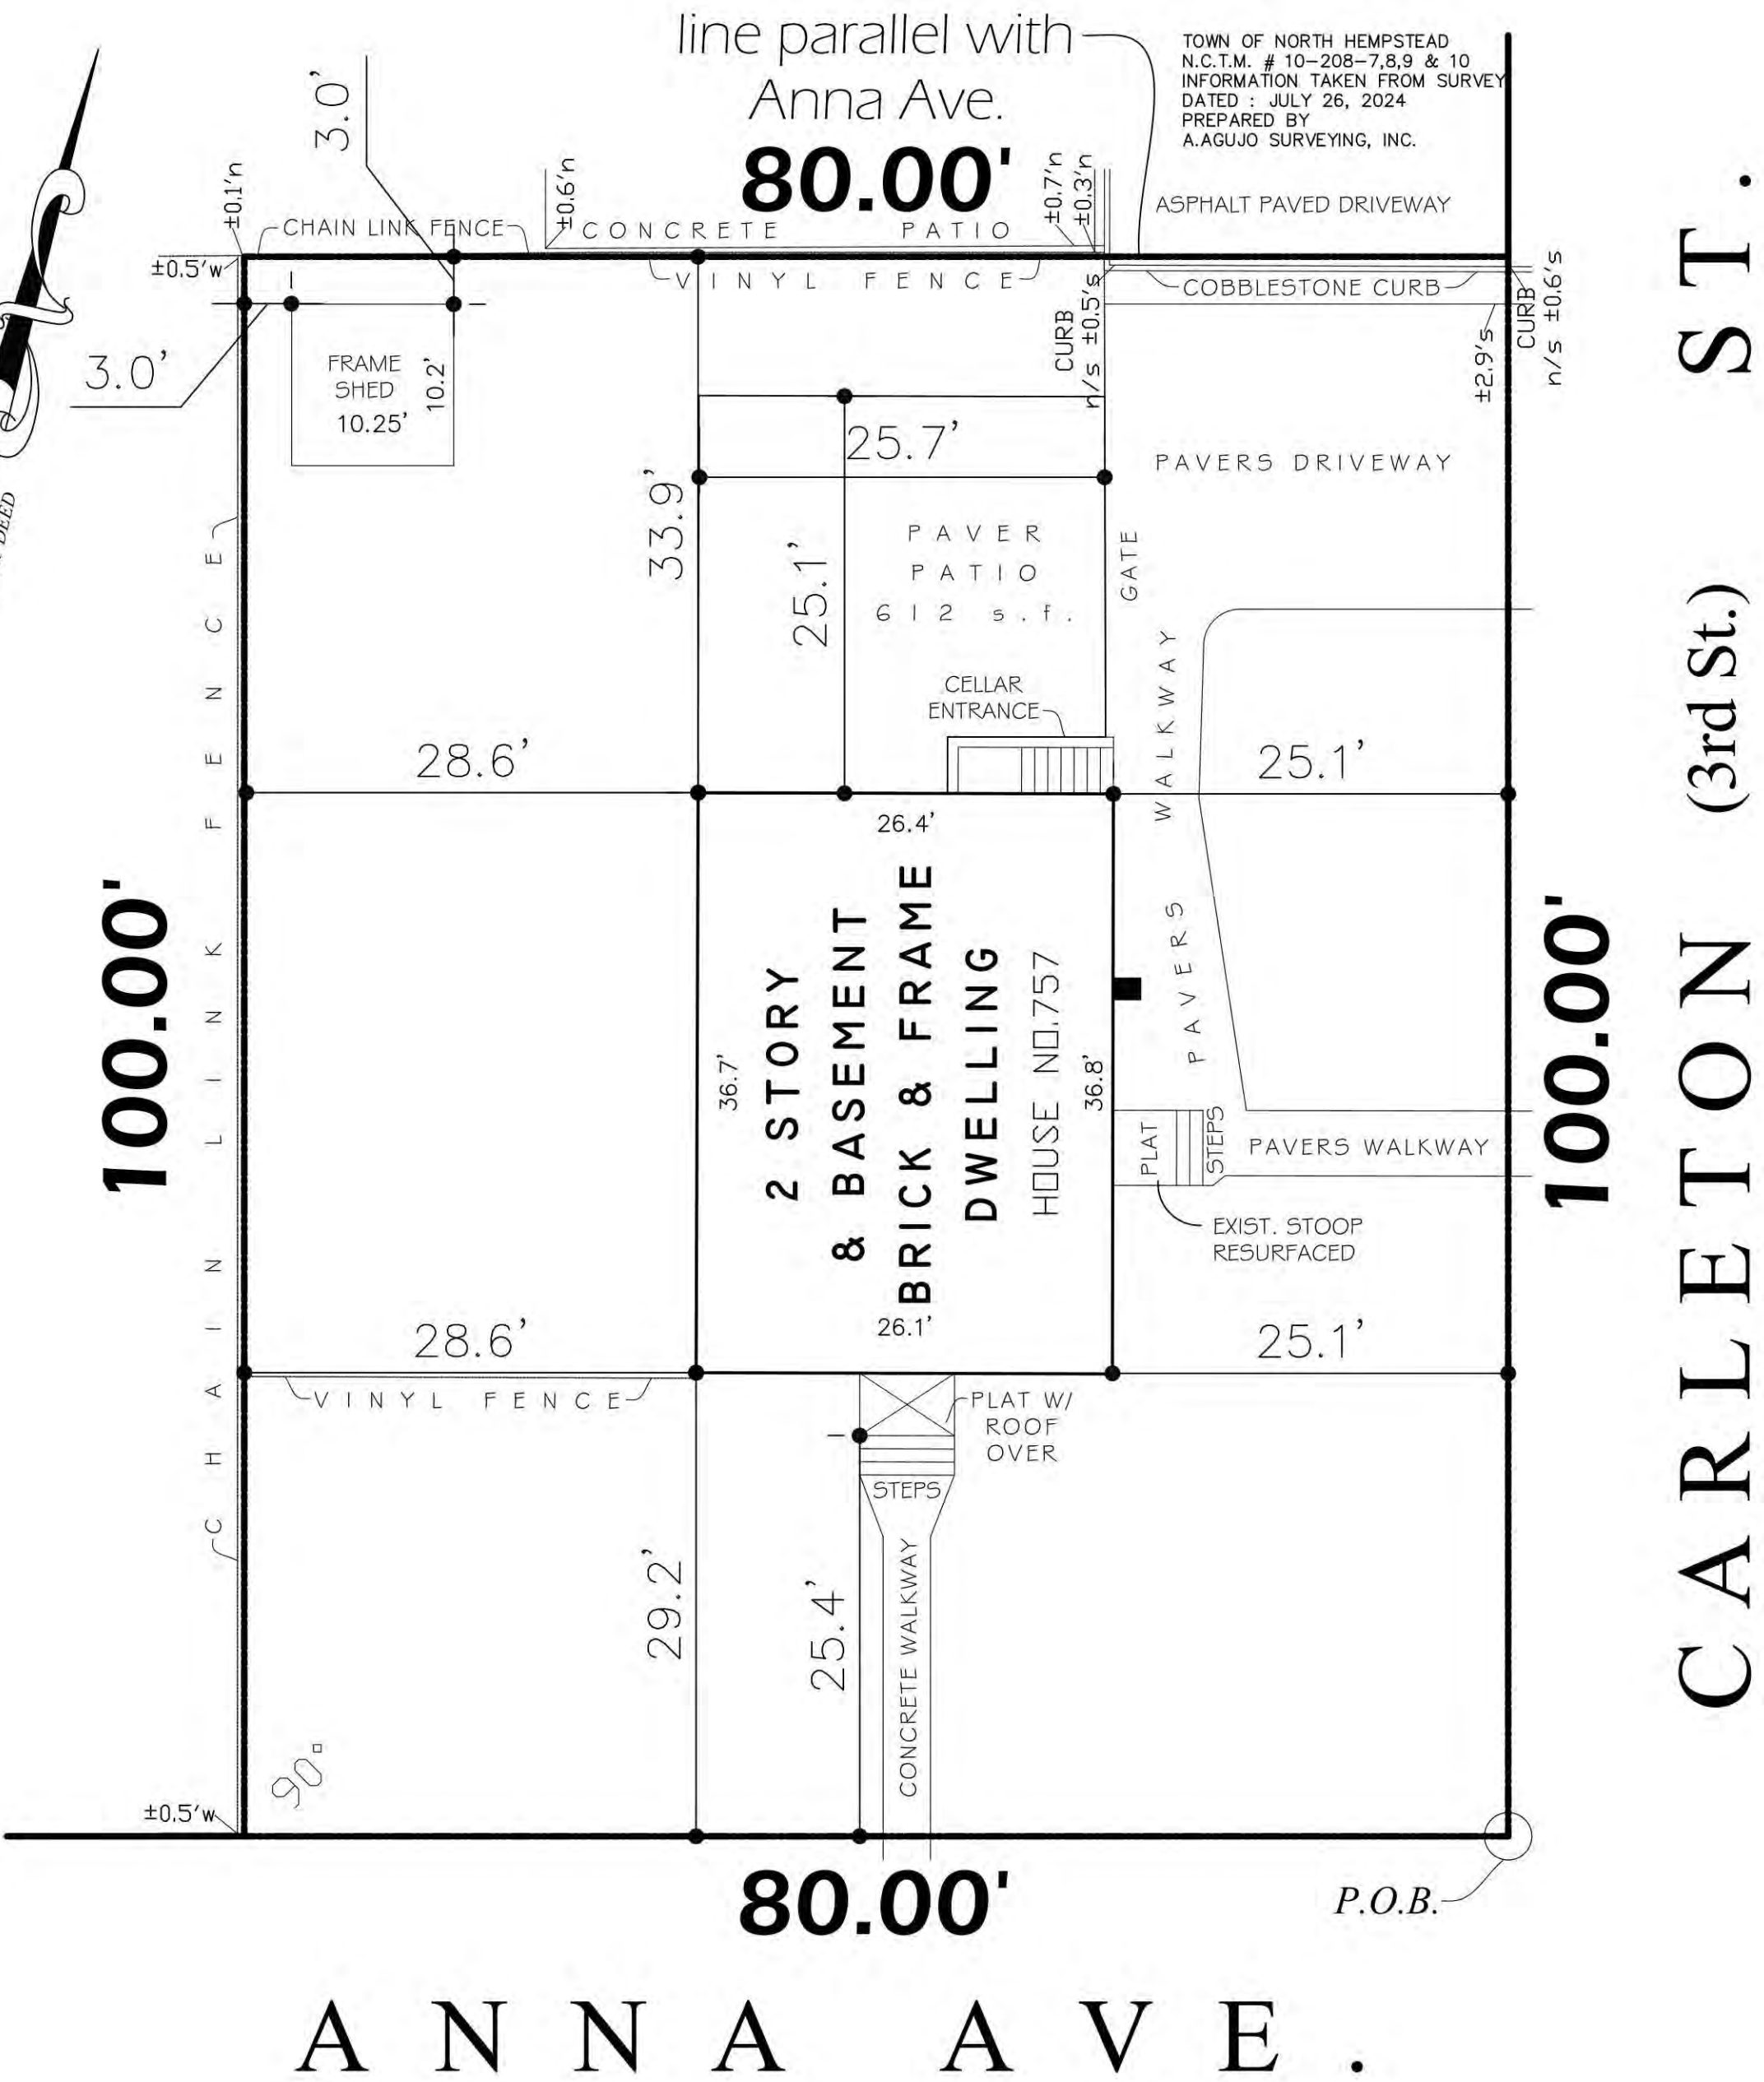 line parallel with
Anna Ave.
80.00'
TOWN OF NORTH HEMPSTEAD
N.C.T.M. # 10-208-7,8,9 & 10
INFORMATION TAKEN FROM SURVEY
DATED : JULY 26, 2024
PREPARED BY
A.AGUJO SURVEYING, INC.
3.0'
±0.1'n
±0.6'n
±0.7'n
±0.3'n
ASPHALT PAVED DRIVEWAY
CHAIN LINK FENCE
CONCRETE PATIO
±0.5'w
VINYL FENCE
COBBLESTONE CURB
CURB
n/s ±0.5's
±2.9's
CURB
n/s ±0.6's
3.0'
FRAME
SHED
10.25'
10.2'
DEED
25.7'
33.9'
25.1'
PAVER
PATIO
612 s.f.
GATE
PAVERS DRIVEWAY
CELLAR
ENTRANCE
28.6'
25.1'
PAVERS WALKWAY
CHAIN LINK FENCE
100.00'
26.4'
36.7'
2 STORY
& BASEMENT
BRICK & FRAME
DWELLING
HOUSE NO.757
36.8'
26.1'
PLAT
STEPS
PAVERS WALKWAY
EXIST. STOOP
RESURFACED
100.00'
CARLETON (3rd St.) ST.
28.6'
25.1'
VINYL FENCE
PLAT W/
ROOF
OVER
STEPS
29.2'
25.4'
CONCRETE WALKWAY
90°
±0.5'w
80.00'
P.O.B.
ANNA AVE.